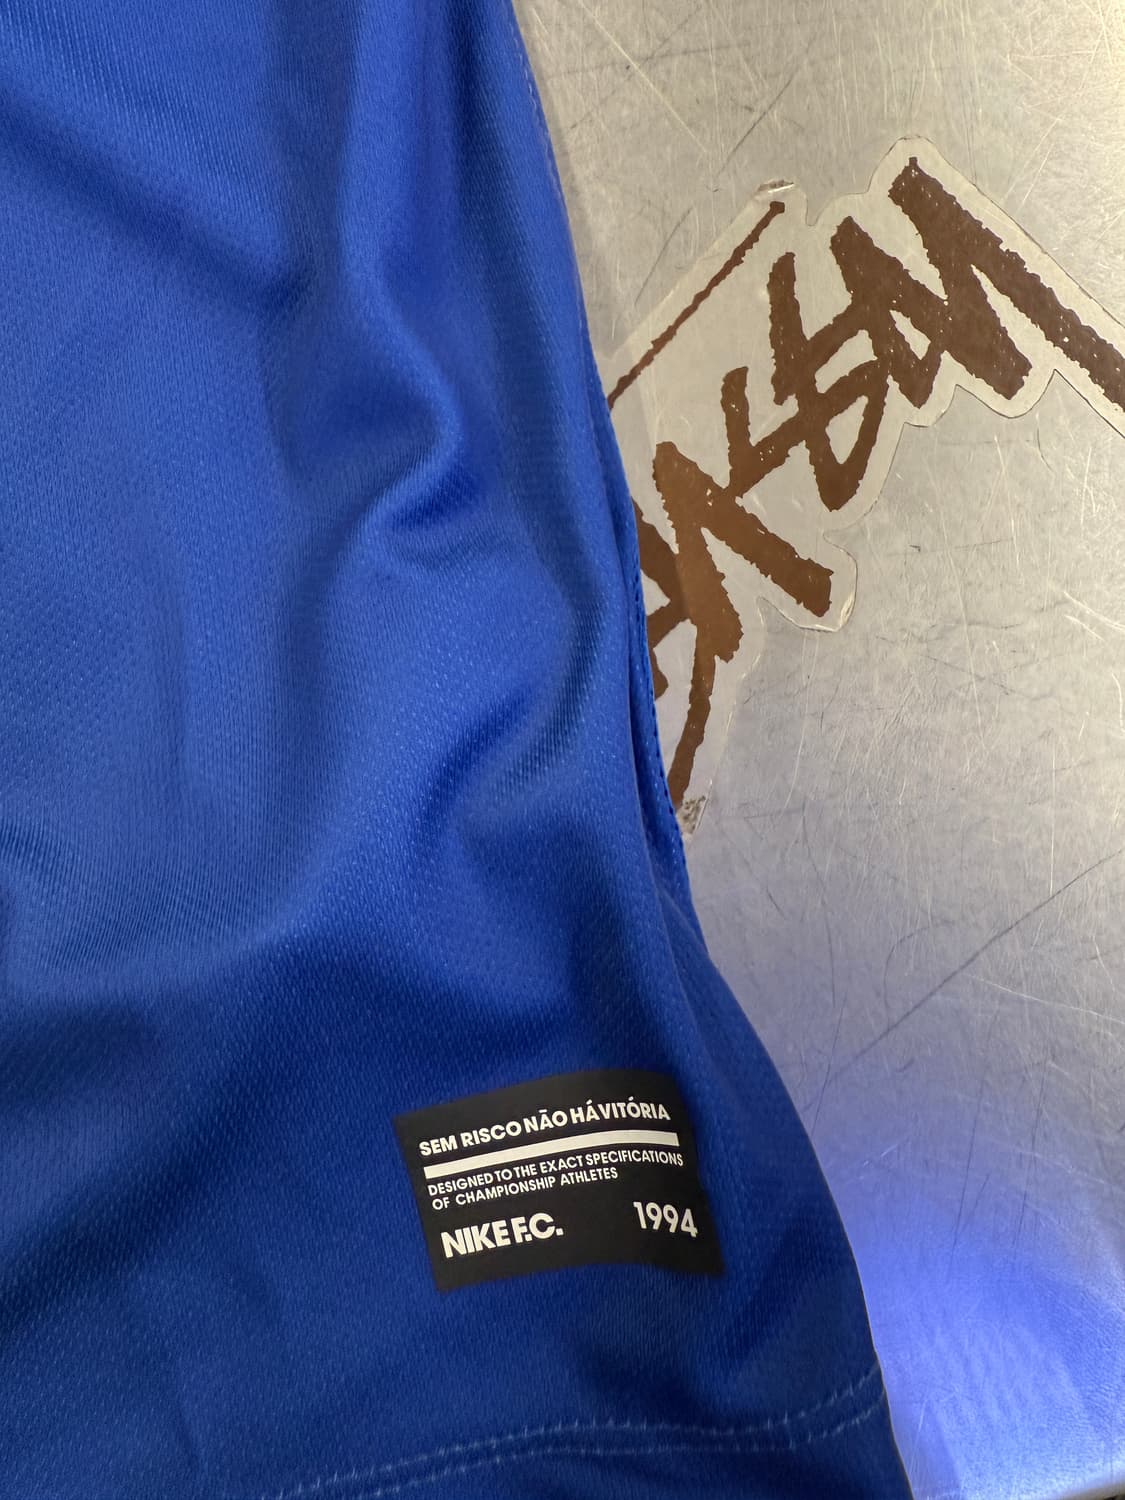 SEM RISCO NÃO HÁ VITÓRIA
DESIGNED TO THE EXACT SPECIFICATIONS
OF CHAMPIONSHIP ATHLETES
NIKE F.C. 1994